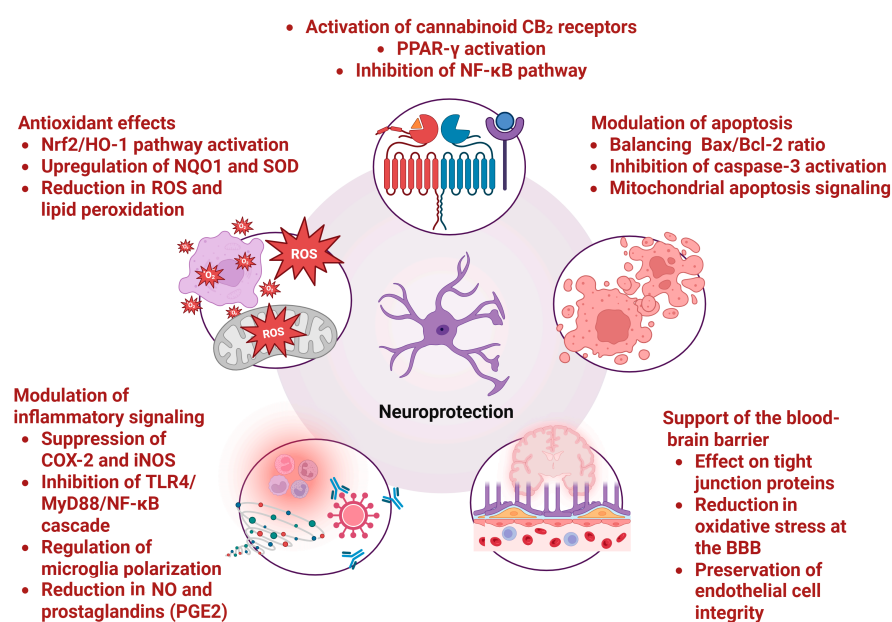 • Activation of cannabinoid CB₂ receptors
• PPAR-γ activation
• Inhibition of NF-κB pathway
Antioxidant effects
• Nrf2/HO-1 pathway activation
• Upregulation of NQO1 and SOD
• Reduction in ROS and
lipid peroxidation
Modulation of apoptosis
• Balancing Bax/Bcl-2 ratio
• Inhibition of caspase-3 activation
• Mitochondrial apoptosis signaling
ROS
O₂
ROS
Neuroprotection
Modulation of
inflammatory signaling
• Suppression of
COX-2 and iNOS
• Inhibition of TLR4/
MyD88/NF-κB
cascade
• Regulation of
microglia polarization
• Reduction in NO and
prostaglandins (PGE2)
Support of the blood-
brain barrier
• Effect on tight
junction proteins
• Reduction in
oxidative stress at
the BBB
• Preservation of
endothelial cell
integrity